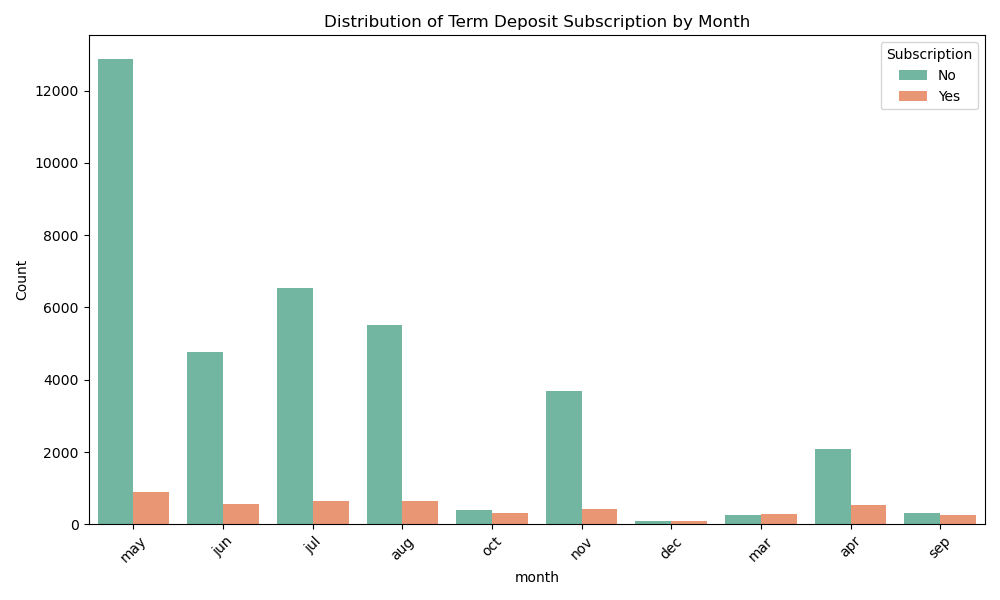 Distribution of Term Deposit Subscription by Month
Subscription
No
Yes
Count
12000
10000
8000
6000
4000
2000
0
may
jun
jul
aug
oct
nov
dec
mar
apr
sep
month